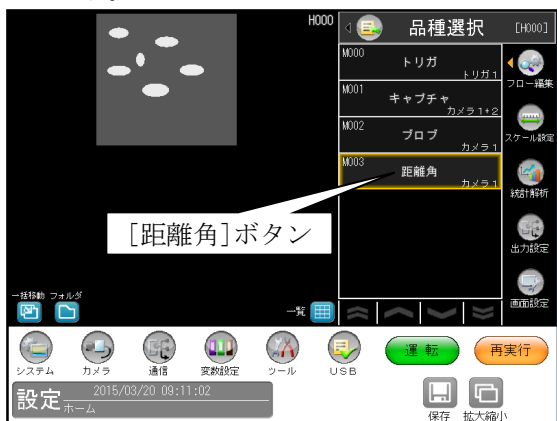 H000
品種選択
[H000]
M000
トリガ
トリガ1
M001
キャプチャ
カメラ1+2
M002
ブロブ
カメラ1
M003
距離角
カメラ1
フロー編集
スケール設定
統計解析
出力設定
画面設定
[距離角]ボタン
一括移動 フォルダ
一覧
システム
カメラ
通信
変数設定
ツール
USB
運 転
再実行
設定
2015/03/20 09:11:02
ホーム
保存
拡大縮小